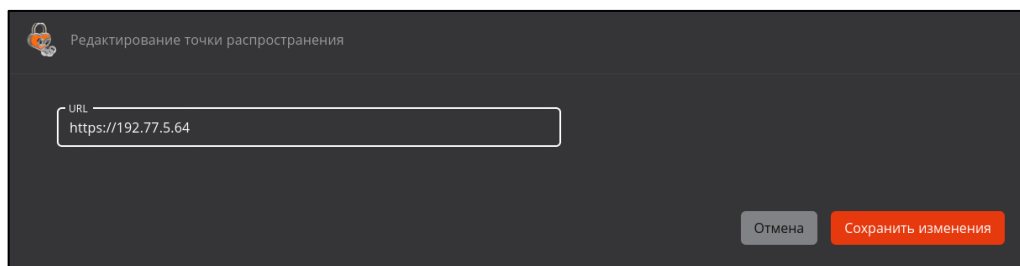 Редактирование точки распространения
URL
https://192.77.5.64
Отмена
Сохранить изменения